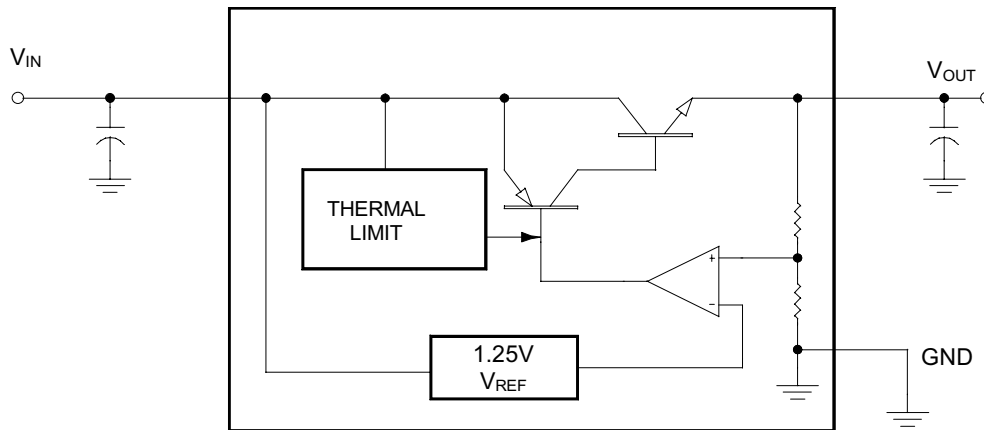 VIN
VOUT
THERMAL
LIMIT
+
−
1.25V
VREF
GND